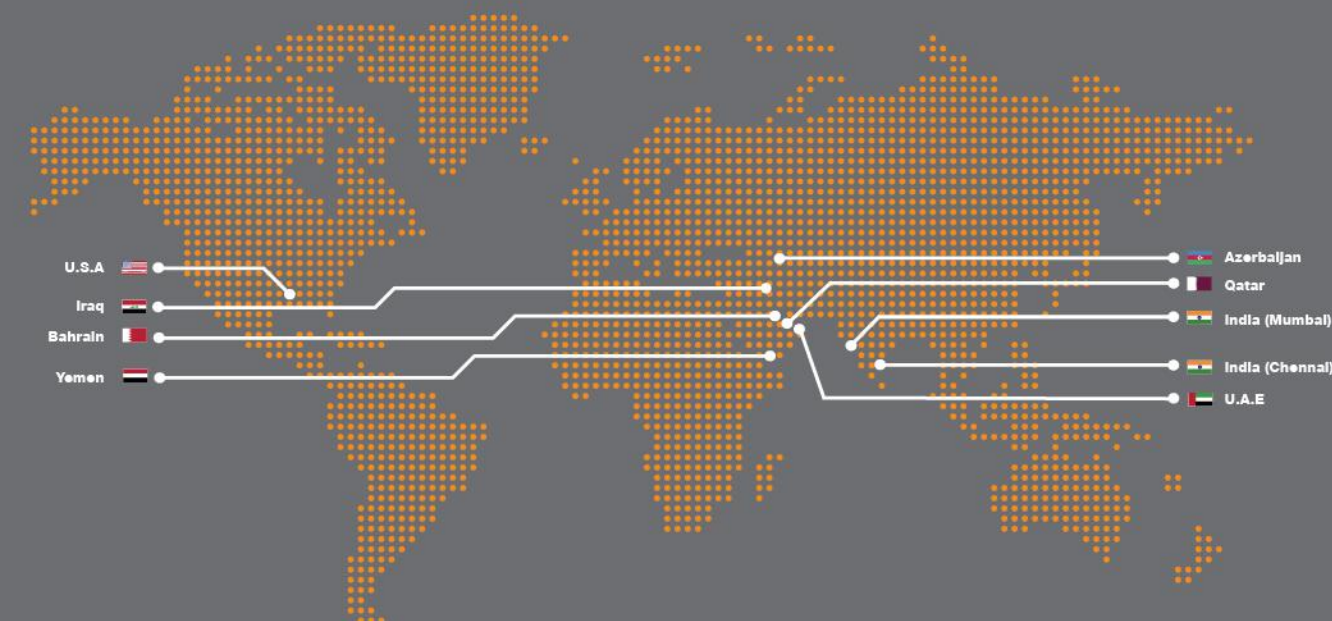 U.S.A
Iraq
Bahrain
Yemen
Azerbaijan
Qatar
India (Mumbai)
India (Chennai)
U.A.E